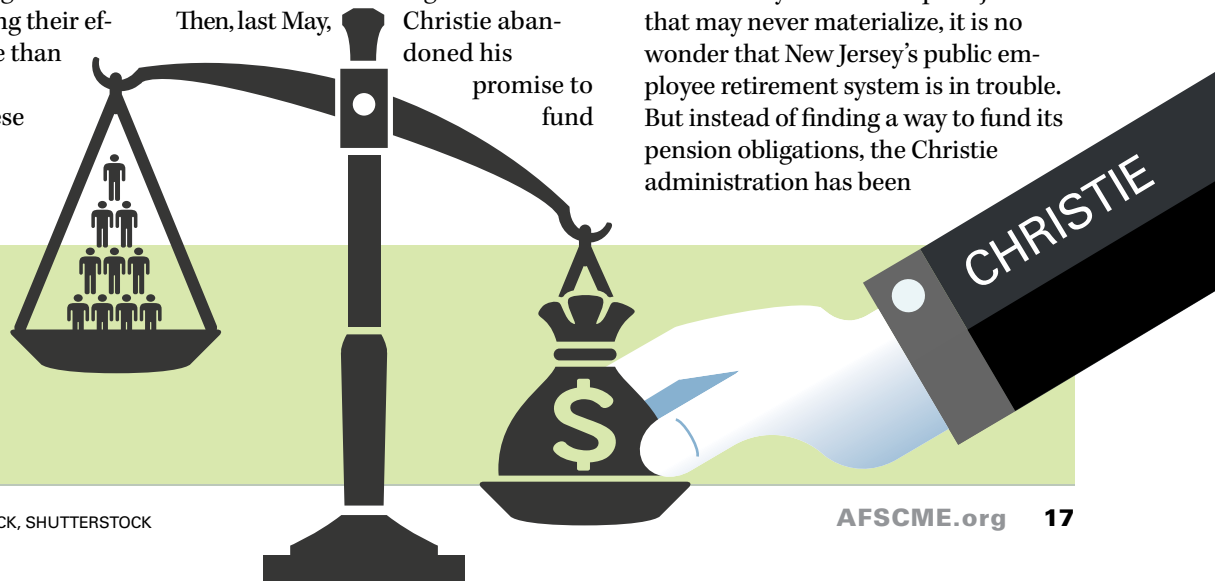 ng their ef-
e than
ese
Then, last May,
Christie aban-
doned his
promise to
fund
that may never materialize, it is no
wonder that New Jersey’s public em-
ployee retirement system is in trouble.
But instead of finding a way to fund its
pension obligations, the Christie
administration has been
CHRISTIE
$
CK, SHUTTERSTOCK
AFSCME.org 17